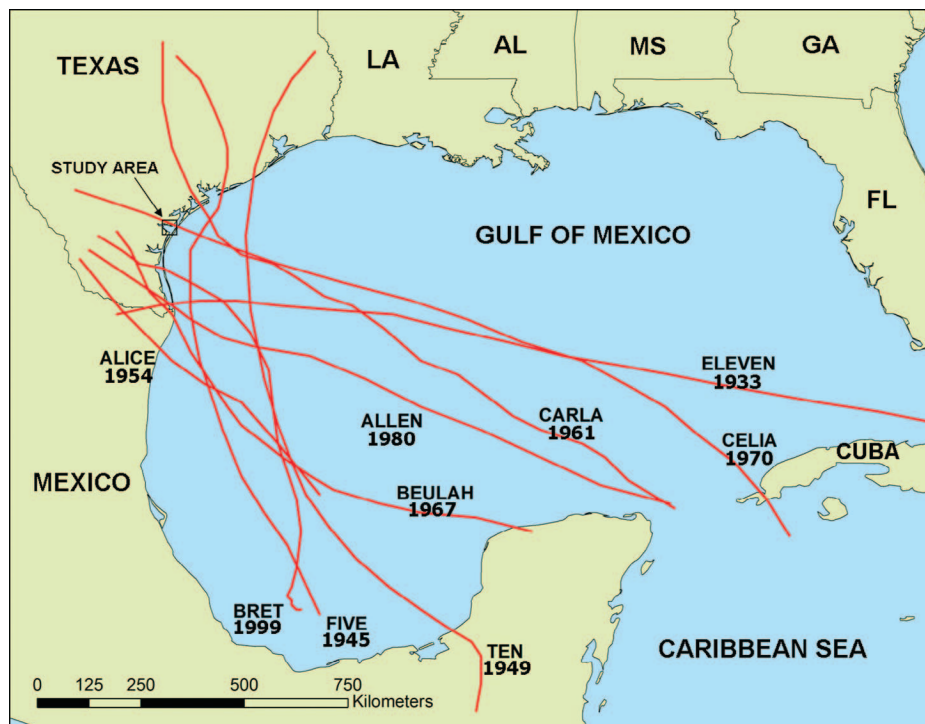 TEXAS
LA
AL
MS
GA
STUDY AREA
FL
GULF OF MEXICO
ALICE
1954
ELEVEN
1933
ALLEN
1980
CARLA
1961
CELIA
1970
CUBA
MEXICO
BEULAH
1967
BRET
1999
FIVE
1945
TEN
1949
CARIBBEAN SEA
0 125 250 500 750
Kilometers